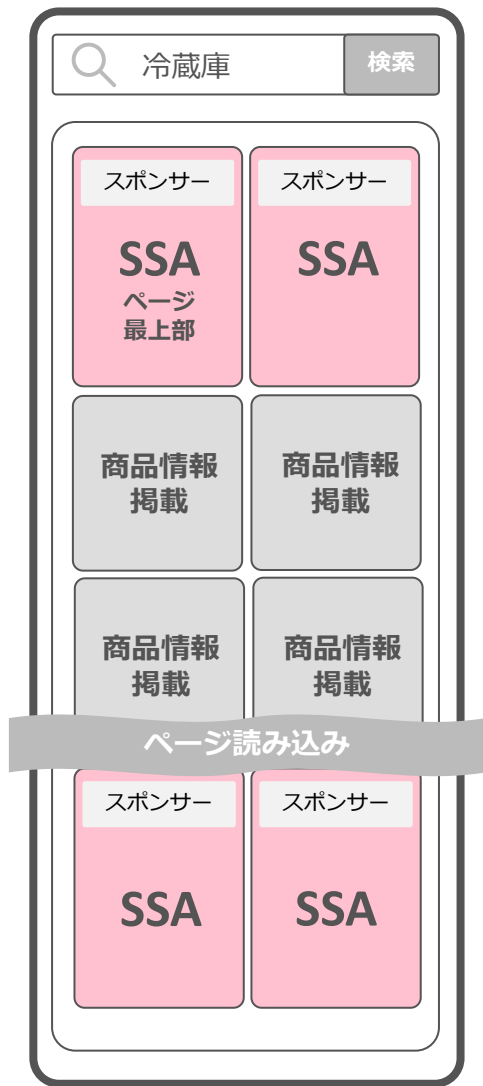 冷蔵庫
検索
スポンサー
スポンサー
SSA
ページ
最上部
SSA
商品情報
掲載
商品情報
掲載
商品情報
掲載
商品情報
掲載
ページ読み込み
スポンサー
スポンサー
SSA
SSA